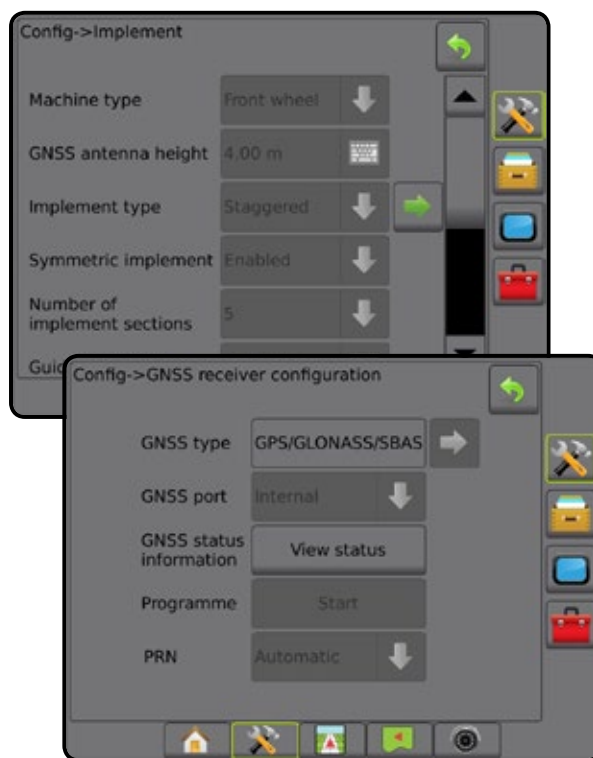 Config->Implement
Machine type Front wheel
GNSS antenna height 4.00 m
Implement type Staggered
Symmetric implement Enabled
Number of
implement sections 5
Guid
Config->GNSS receiver configuration
GNSS type GPS/GLONASS/SBAS
GNSS port Internal
GNSS status
information View status
Programme Start
PRN Automatic